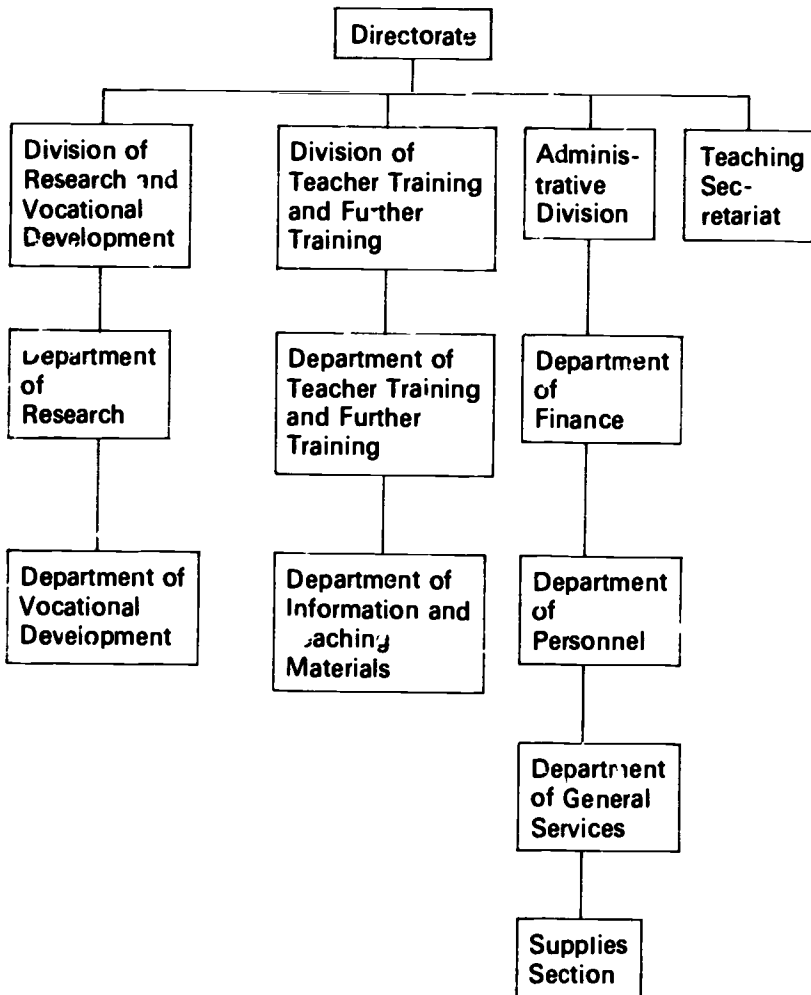 Directorate
Division of
Research and
Vocational
Development
Division of
Teacher Training
and Further
Training
Adminis-
trative
Division
Teaching
Sec-
retariat
Department
of
Research
Department of
Teacher Training
and Further
Training
Department
of
Finance
Department of
Vocational
Development
Department of
Information and
Teaching
Materials
Department
of
Personnel
Department
of General
Services
Supplies
Section